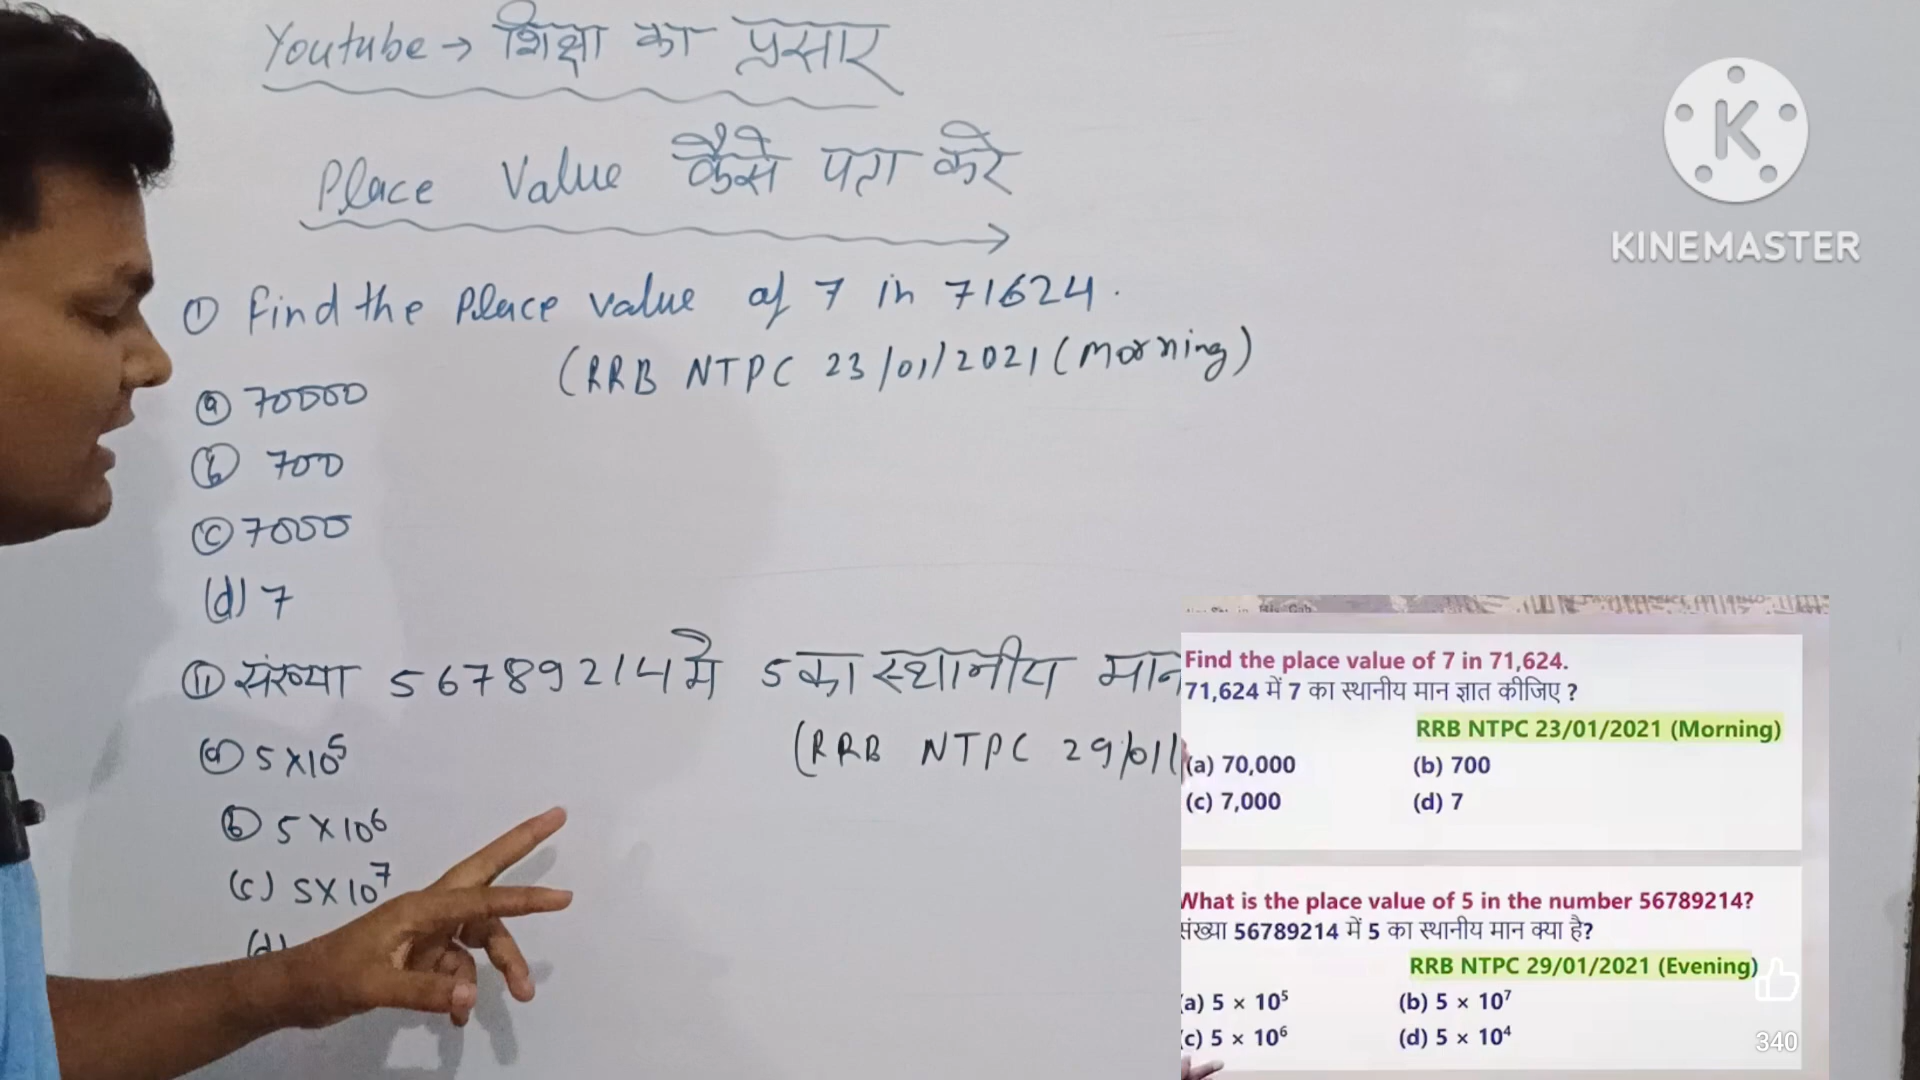 Youtube → शिक्षा का प्रसार
Place Value कैसे पता करे
① Find the Place value of 7 in 71624.
(RRB NTPC 23/01/2021 (Morning)
ⓐ 70000
ⓑ 700
ⓒ 7000
(d) 7
⑪ संख्या 56789214 मे 5 का स्थानीय मान
(RRB NTPC 29/01/
ⓐ 5×10⁵
ⓑ 5×10⁶
(c) 5×10⁷
(d)
KINEMASTER
Find the place value of 7 in 71,624.
71,624 में 7 का स्थानीय मान ज्ञात कीजिए ?
RRB NTPC 23/01/2021 (Morning)
(a) 70,000 (b) 700
(c) 7,000 (d) 7
What is the place value of 5 in the number 56789214?
संख्या 56789214 में 5 का स्थानीय मान क्या है?
RRB NTPC 29/01/2021 (Evening)
(a) 5 × 10⁵ (b) 5 × 10⁷
(c) 5 × 10⁶ (d) 5 × 10⁴
340